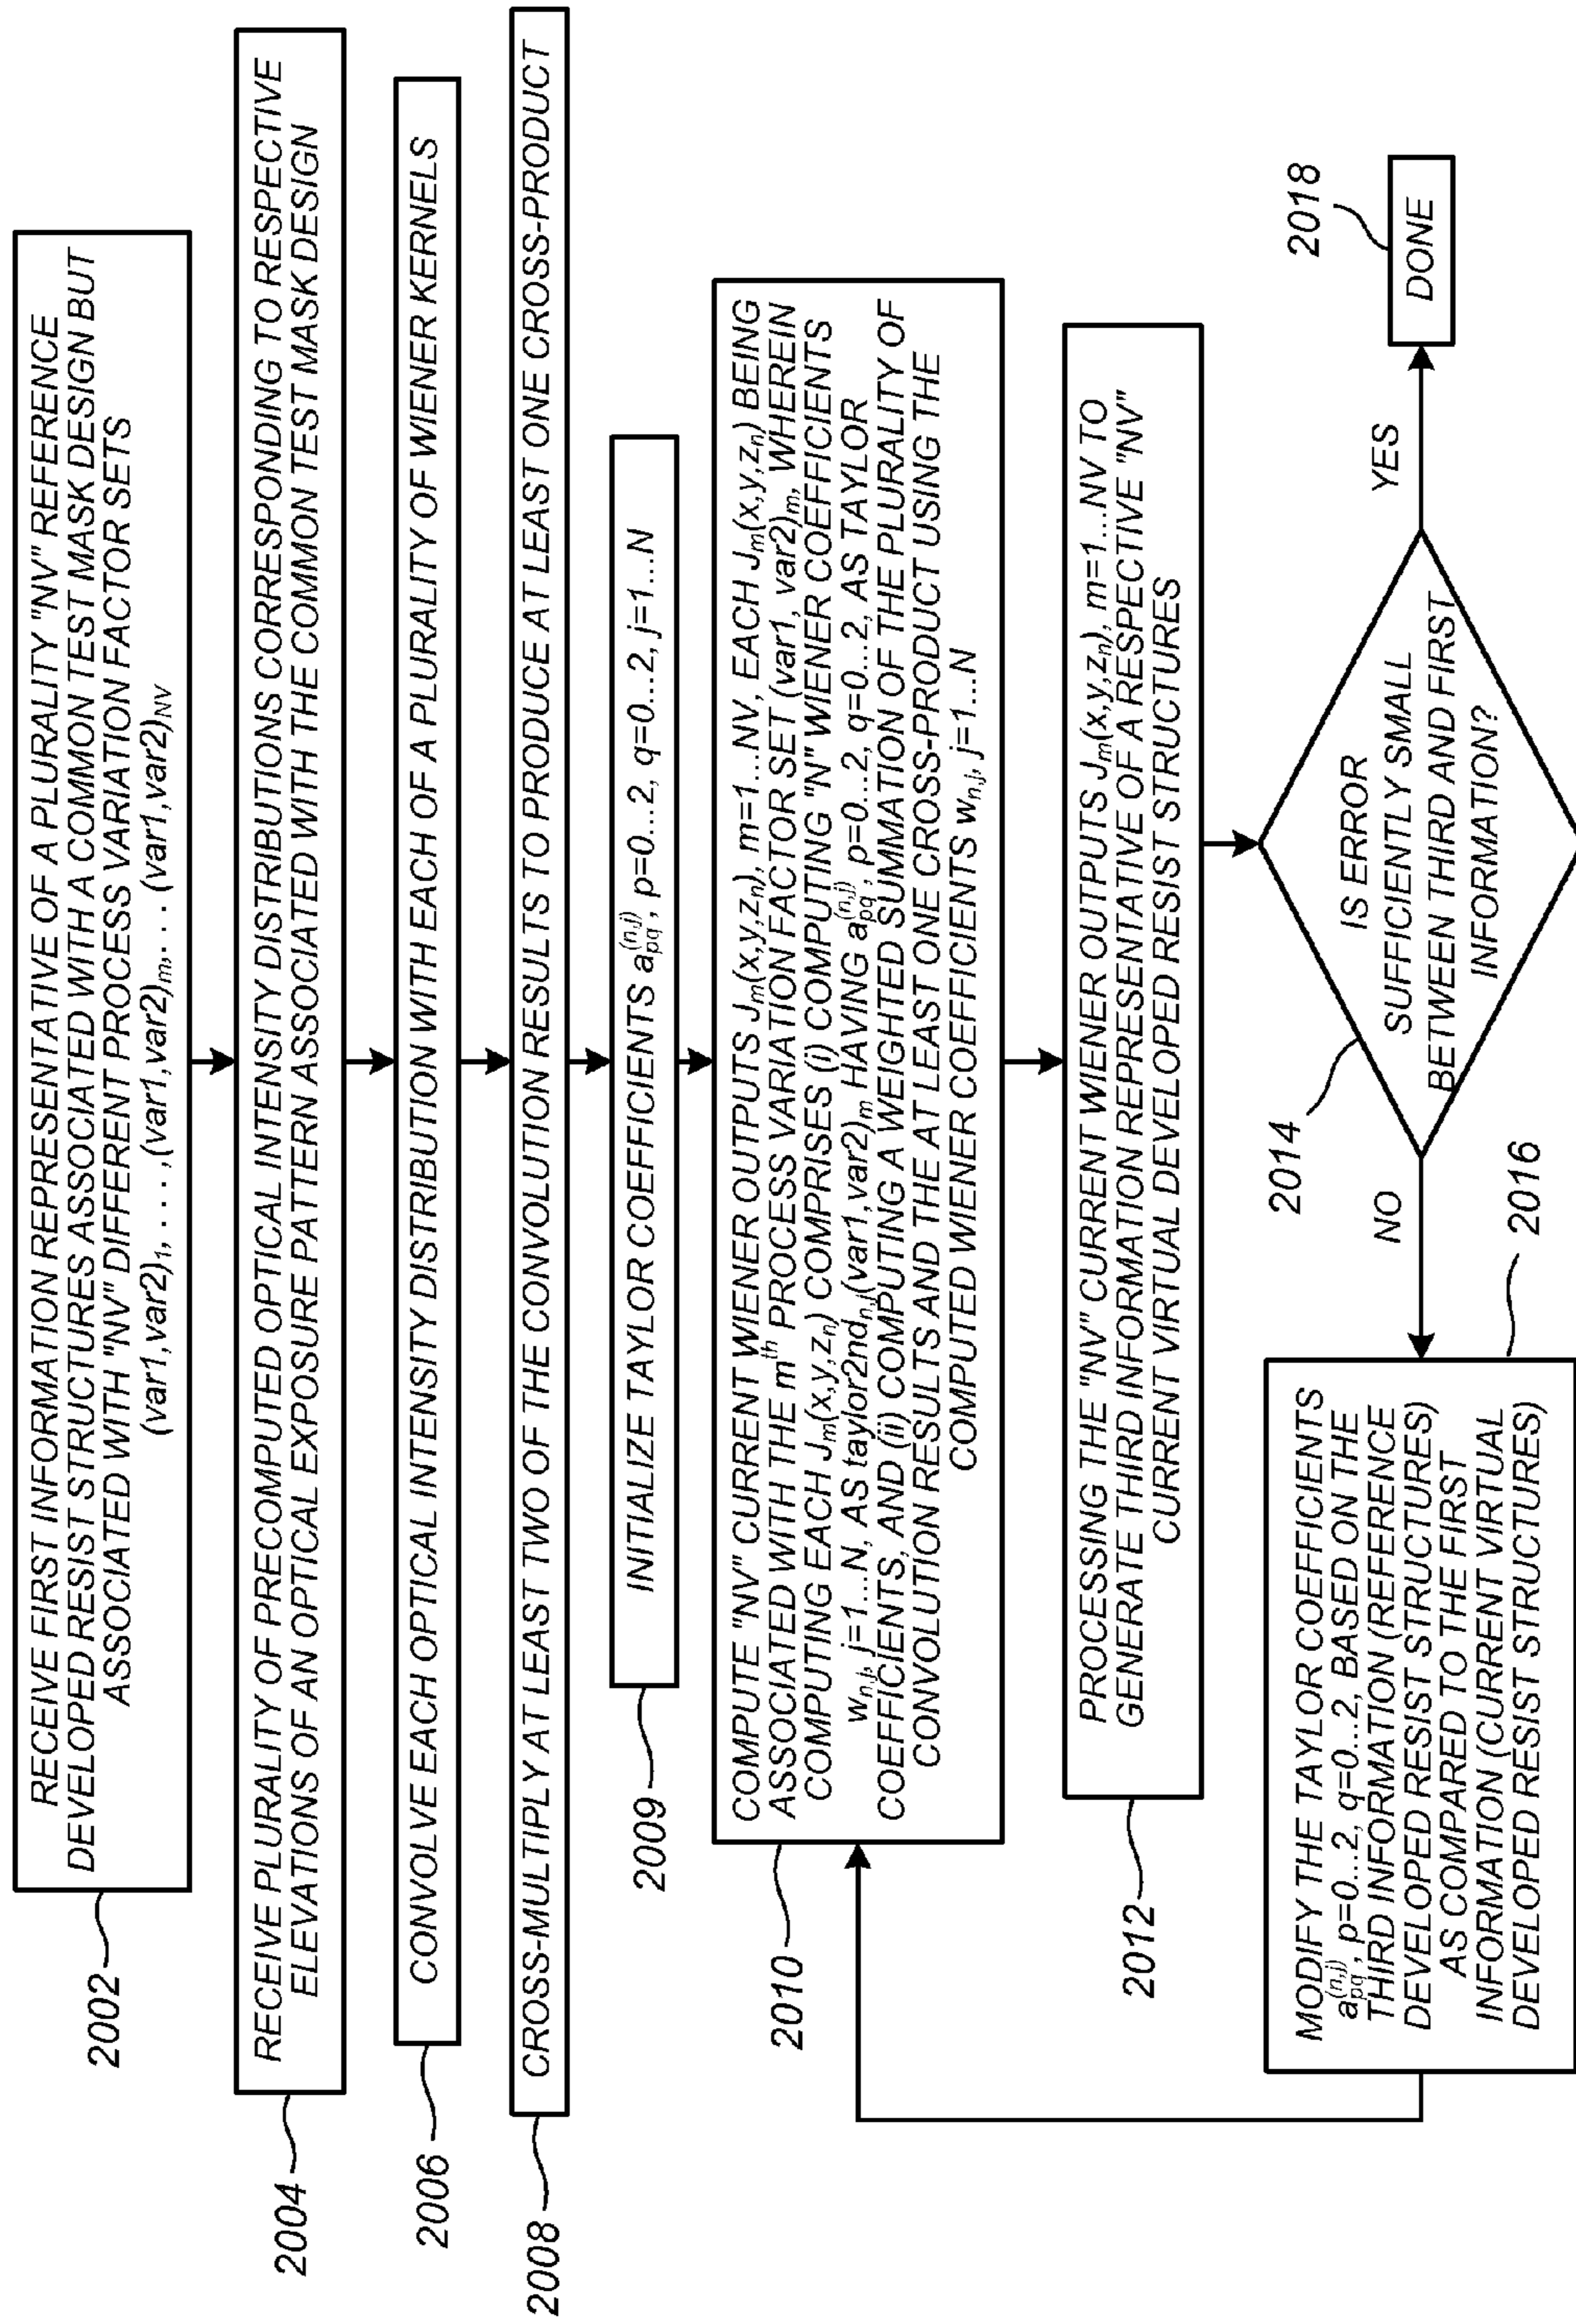 RECEIVE FIRST INFORMATION REPRESENTATIVE OF A PLURALITY "NV" REFERENCE
DEVELOPED RESIST STRUCTURES ASSOCIATED WITH A COMMON TEST MASK DESIGN BUT
ASSOCIATED WITH "NV" DIFFERENT PROCESS VARIATION FACTOR SETS
(var1,var2)₁, . . . ,(var1,var2)ₘ, . . . (var1,var2)_NV
2002
RECEIVE PLURALITY OF PRECOMPUTED OPTICAL INTENSITY DISTRIBUTIONS CORRESPONDING TO RESPECTIVE
ELEVATIONS OF AN OPTICAL EXPOSURE PATTERN ASSOCIATED WITH THE COMMON TEST MASK DESIGN
2004
CONVOLVE EACH OPTICAL INTENSITY DISTRIBUTION WITH EACH OF A PLURALITY OF WIENER KERNELS
2006
CROSS-MULTIPLY AT LEAST TWO OF THE CONVOLUTION RESULTS TO PRODUCE AT LEAST ONE CROSS-PRODUCT
2008
INITIALIZE TAYLOR COEFFICIENTS a_pq^(n,j), p=0...2, q=0...2, j=1...N
2009
COMPUTE "NV" CURRENT WIENER OUTPUTS Jₘ(x,y,zₙ), m=1...NV, EACH Jₘ(x,y,zₙ) BEING
ASSOCIATED WITH THE m^th PROCESS VARIATION FACTOR SET (var1, var2)ₘ, WHEREIN
COMPUTING EACH Jₘ(x,y,zₙ) COMPRISES (i) COMPUTING "N" WIENER COEFFICIENTS
w_n,j, j=1...N, AS taylor2nd_n,j(var1,var2)ₘ HAVING a_pq^(n,j), p=0...2, q=0...2, AS TAYLOR
COEFFICIENTS, AND (ii) COMPUTING A WEIGHTED SUMMATION OF THE PLURALITY OF
CONVOLUTION RESULTS AND THE AT LEAST ONE CROSS-PRODUCT USING THE
COMPUTED WIENER COEFFICIENTS w_n,j, j=1...N
2010
PROCESSING THE "NV" CURRENT WIENER OUTPUTS Jₘ(x,y,zₙ), m=1...NV TO
GENERATE THIRD INFORMATION REPRESENTATIVE OF A RESPECTIVE "NV"
CURRENT VIRTUAL DEVELOPED RESIST STRUCTURES
2012
IS ERROR
SUFFICIENTLY SMALL
BETWEEN THIRD AND FIRST
INFORMATION?
2014
NO
YES
MODIFY THE TAYLOR COEFFICIENTS
a_pq^(n,j), p=0...2, q=0...2, BASED ON THE
THIRD INFORMATION (REFERENCE
DEVELOPED RESIST STRUCTURES)
AS COMPARED TO THE FIRST
INFORMATION (CURRENT VIRTUAL
DEVELOPED RESIST STRUCTURES)
2016
DONE
2018